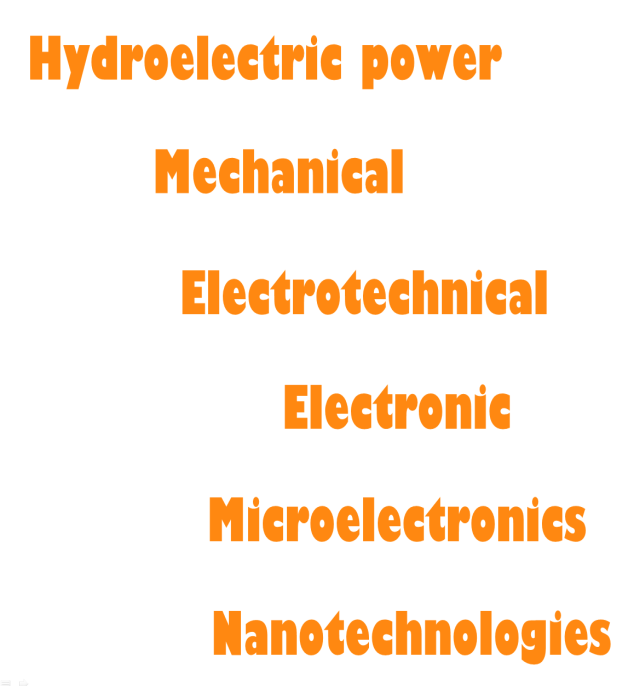 Hydroelectric power
Mechanical
Electrotechnical
Electronic
Microelectronics
Nanotechnologies